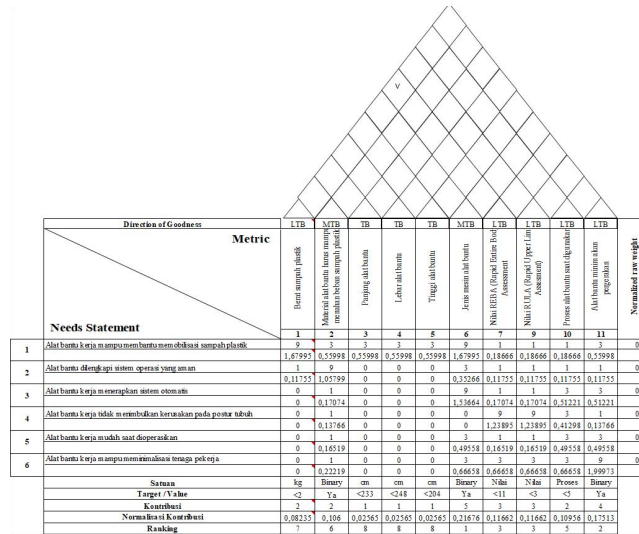 V
Direction of Goodness LTB MTB TB TB TB MTB LTB LTB LTB LTB
Metric
Needs Statement
Berat sampah plastik
Material alat bantu harus mampu
menahan beban sampah plastik
Panjang alat bantu
Lebar alat bantu
Tinggi alat bantu
Jenis mesin alat bantu
Nilai REBA (Rapid Entire Body
Assessment)
Nilai RULA (Rapid Upper Lim
Assessment)
Proses alat bantu saat digunakan
Alat bantu minim akan
pergerakan
Normalized raw weight
1 2 3 4 5 6 7 9 10 11
1 Alat bantu kerja mampu membantu memobilisasi sampah plastik 9 3 3 3 3 9 1 1 1 3 0
1,67995 0,55998 0,55998 0,55998 0,55998 1,67995 0,18666 0,18666 0,18666 0,55998
2 Alat bantu dilengkapi sistem operasi yang aman 1 9 0 0 0 3 1 1 1 1 0
0,11755 1,05799 0 0 0 0,35266 0,11755 0,11755 0,11755 0,11755
3 Alat bantu kerja menerapkan sistem otomatis 0 1 0 0 0 9 1 1 3 3 0
0 0,17074 0 0 0 1,53664 0,17074 0,17074 0,51221 0,51221
4 Alat bantu kerja tidak menimbulkan kerusakan pada postur tubuh 0 1 0 0 0 0 9 9 3 1 0
0 0,13766 0 0 0 0 1,23895 1,23895 0,41298 0,13766
5 Alat bantu kerja mudah saat dioperasikan 0 1 0 0 0 3 1 1 3 3 0
0 0,16519 0 0 0 0,49558 0,16519 0,16519 0,49558 0,49558
6 Alat bantu kerja mampu meminimalisasi tenaga pekerja 0 1 0 0 0 3 3 3 3 9 0
0 0,22219 0 0 0 0,66658 0,66658 0,66658 0,66658 1,99973
Satuan kg Binary cm cm cm Binary Nilai Nilai Proses Binary
Target / Value <2 Ya <233 <248 <204 Ya <11 <3 <5 Ya
Kontribusi 2 2 1 1 1 5 3 3 2 4
Normalisasi Kontribusi 0,08235 0,106 0,02565 0,02565 0,02565 0,21676 0,11662 0,11662 0,10956 0,17513
Ranking 7 6 8 8 8 1 3 3 5 2